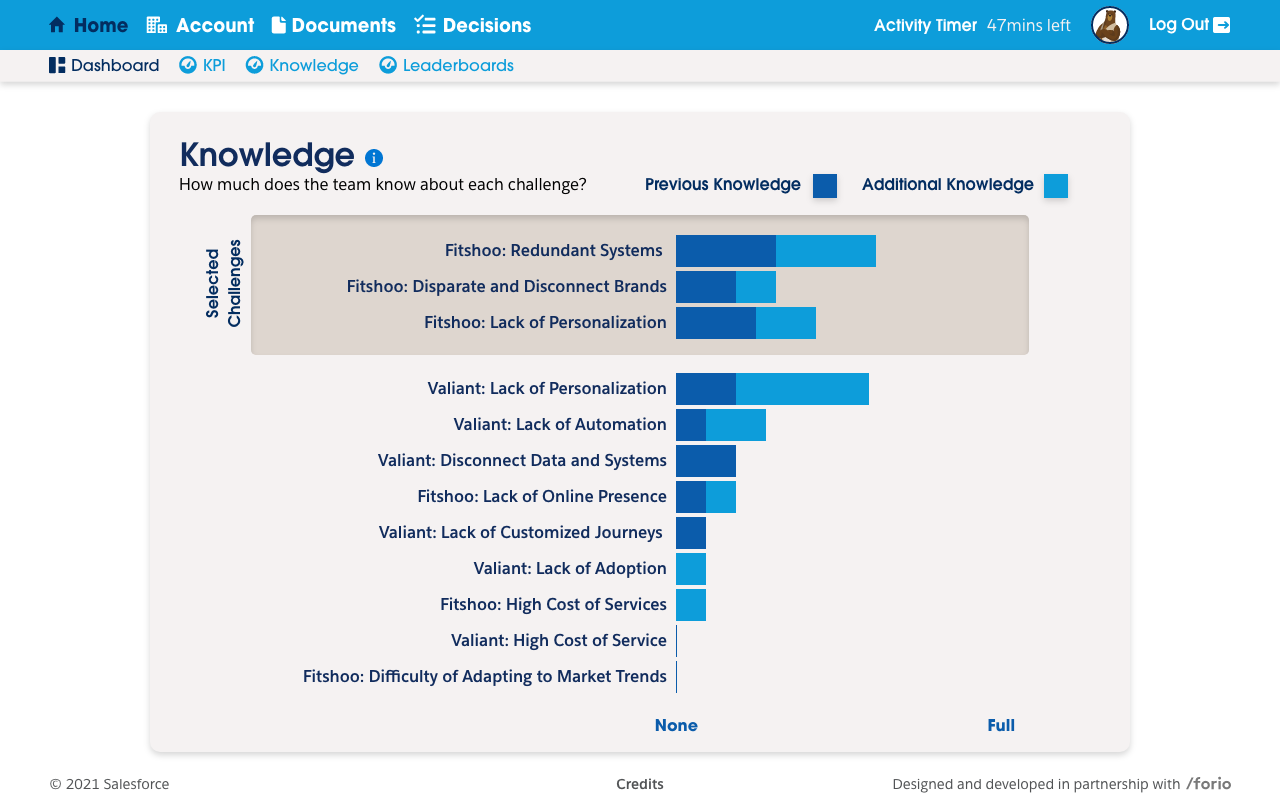 Home Account Documents Decisions Activity Timer 47mins left Log Out
Dashboard KPI Knowledge Leaderboards
Knowledge i
How much does the team know about each challenge? Previous Knowledge Additional Knowledge
Selected
Challenges
Fitshoo: Redundant Systems
Fitshoo: Disparate and Disconnect Brands
Fitshoo: Lack of Personalization
Valiant: Lack of Personalization
Valiant: Lack of Automation
Valiant: Disconnect Data and Systems
Fitshoo: Lack of Online Presence
Valiant: Lack of Customized Journeys
Valiant: Lack of Adoption
Fitshoo: High Cost of Services
Valiant: High Cost of Service
Fitshoo: Difficulty of Adapting to Market Trends
None Full
© 2021 Salesforce Credits Designed and developed in partnership with /forio